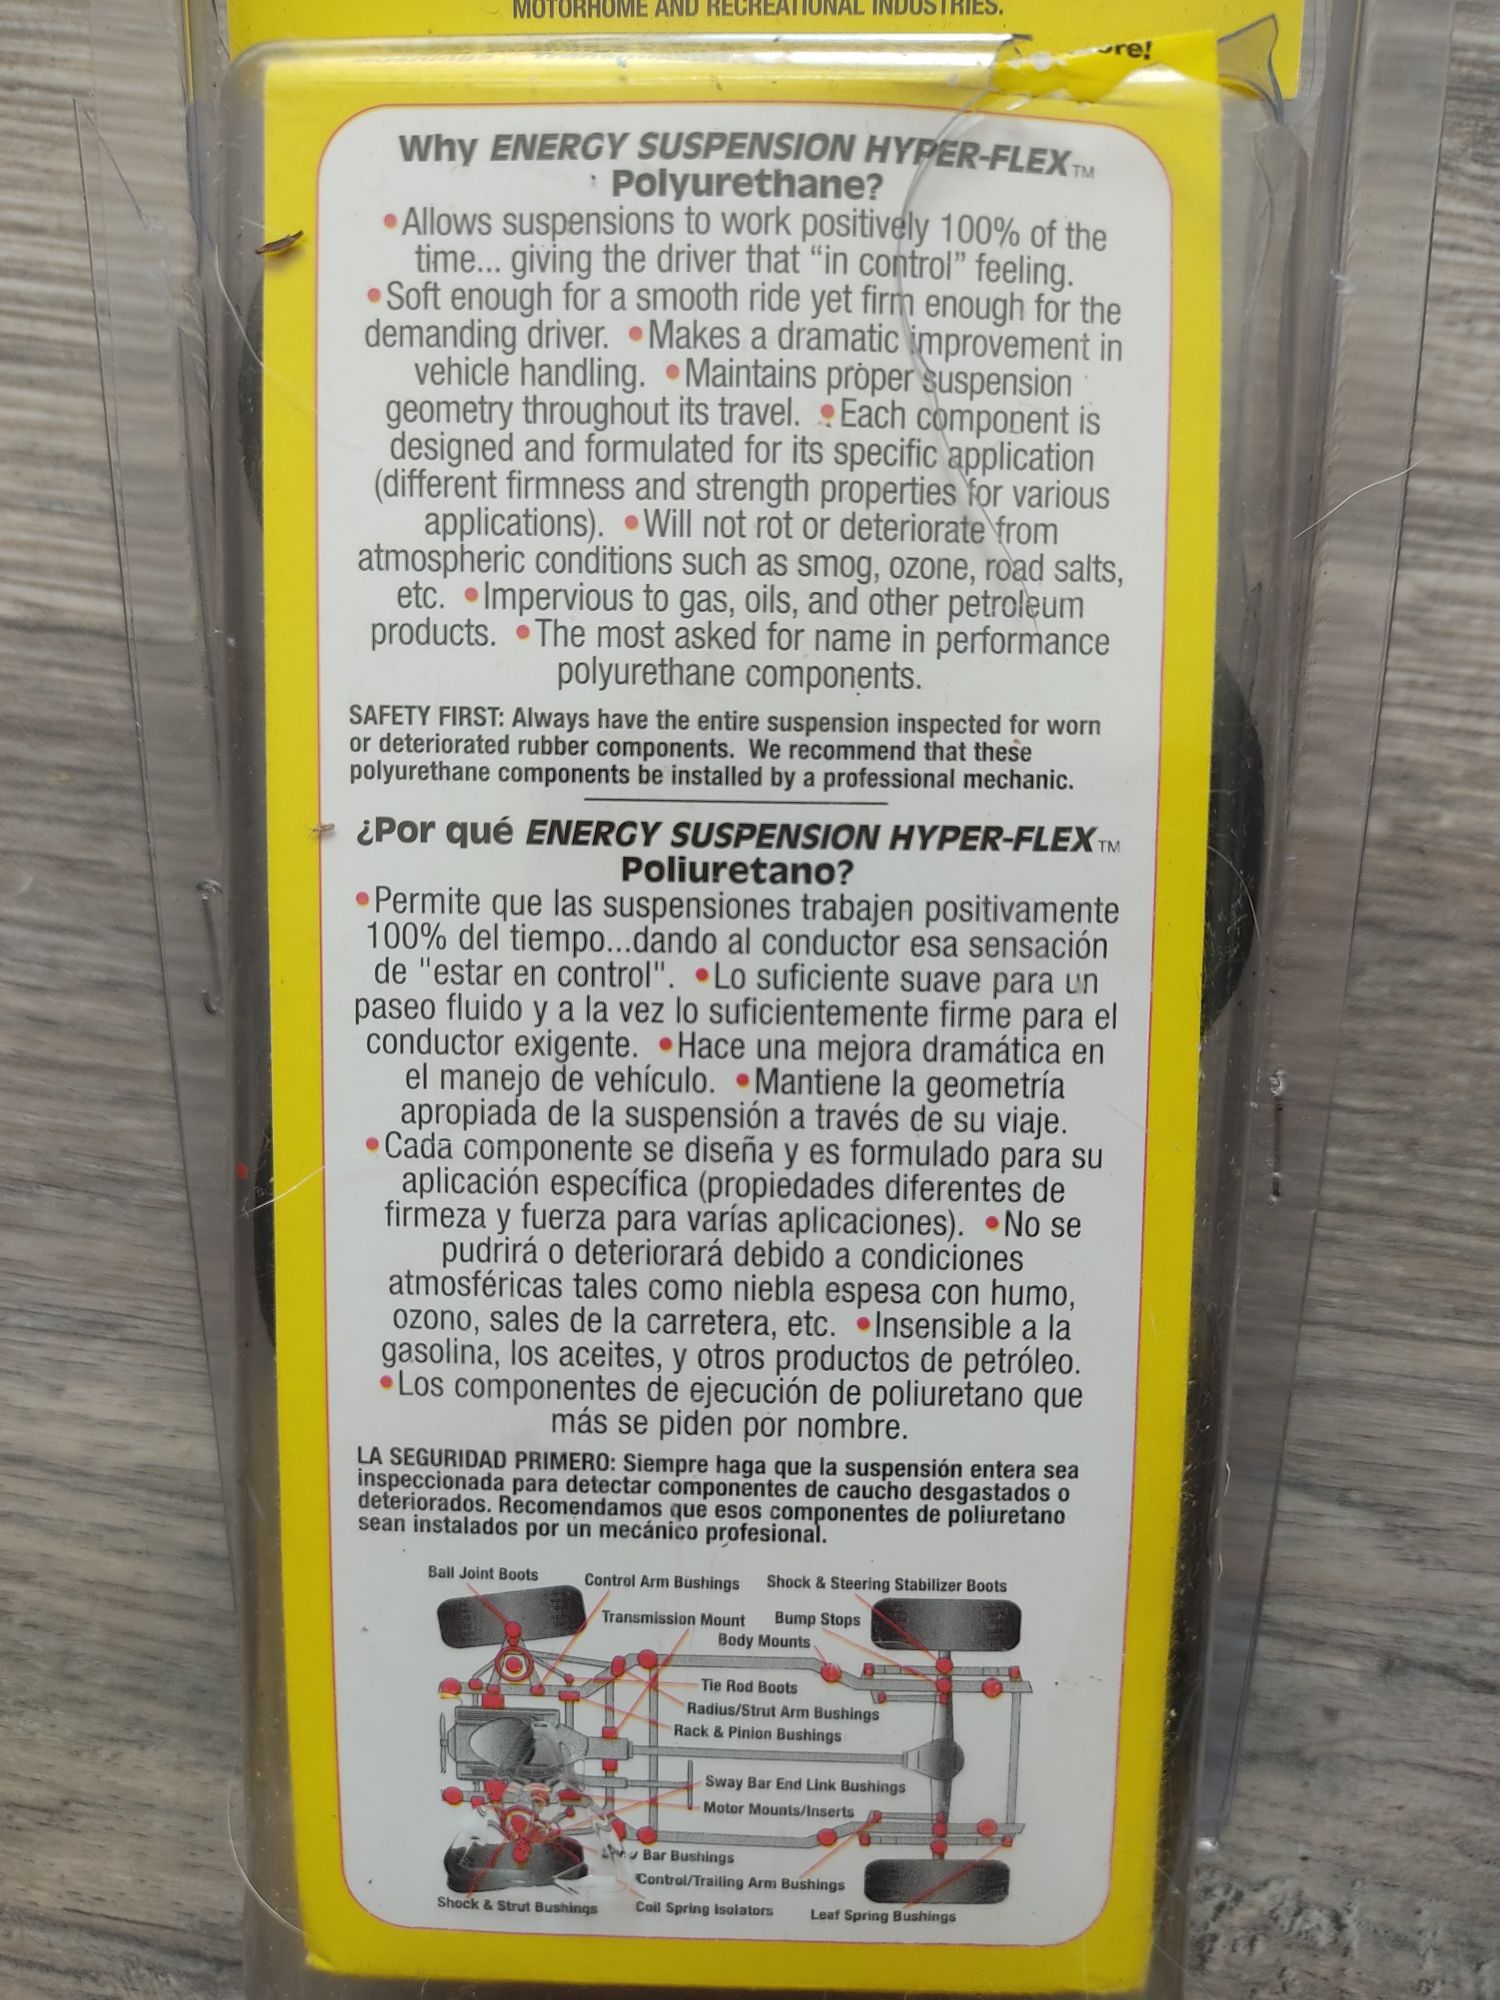 MOTORHOME AND RECREATIONAL INDUSTRIES.
ore!
Why ENERGY SUSPENSION HYPER-FLEX™
Polyurethane?
•Allows suspensions to work positively 100% of the
time... giving the driver that “in control” feeling.
•Soft enough for a smooth ride yet firm enough for the
demanding driver. •Makes a dramatic improvement in
vehicle handling. •Maintains proper suspension
geometry throughout its travel. •Each component is
designed and formulated for its specific application
(different firmness and strength properties for various
applications). •Will not rot or deteriorate from
atmospheric conditions such as smog, ozone, road salts,
etc. •Impervious to gas, oils, and other petroleum
products. •The most asked for name in performance
polyurethane components.
SAFETY FIRST: Always have the entire suspension inspected for worn
or deteriorated rubber components. We recommend that these
polyurethane components be installed by a professional mechanic.
¿Por qué ENERGY SUSPENSION HYPER-FLEX™
Poliuretano?
•Permite que las suspensiones trabajen positivamente
100% del tiempo...dando al conductor esa sensación
de "estar en control". •Lo suficiente suave para un
paseo fluido y a la vez lo suficientemente firme para el
conductor exigente. •Hace una mejora dramática en
el manejo de vehículo. •Mantiene la geometría
apropiada de la suspensión a través de su viaje.
•Cada componente se diseña y es formulado para su
aplicación específica (propiedades diferentes de
firmeza y fuerza para varías aplicaciones). •No se
pudrirá o deteriorará debido a condiciones
atmosféricas tales como niebla espesa con humo,
ozono, sales de la carretera, etc. •Insensible a la
gasolina, los aceites, y otros productos de petróleo.
•Los componentes de ejecución de poliuretano que
más se piden por nombre.
LA SEGURIDAD PRIMERO: Siempre haga que la suspensión entera sea
inspeccionada para detectar componentes de caucho desgastados o
deteriorados. Recomendamos que esos componentes de poliuretano
sean instalados por un mecánico profesional.
Ball Joint Boots
Control Arm Bushings
Shock & Steering Stabilizer Boots
Transmission Mount
Bump Stops
Body Mounts
Tie Rod Boots
Radius/Strut Arm Bushings
Rack & Pinion Bushings
Sway Bar End Link Bushings
Motor Mounts/Inserts
Bar Bushings
Control/Trailing Arm Bushings
Shock & Strut Bushings
Coil Spring Isolators
Leaf Spring Bushings